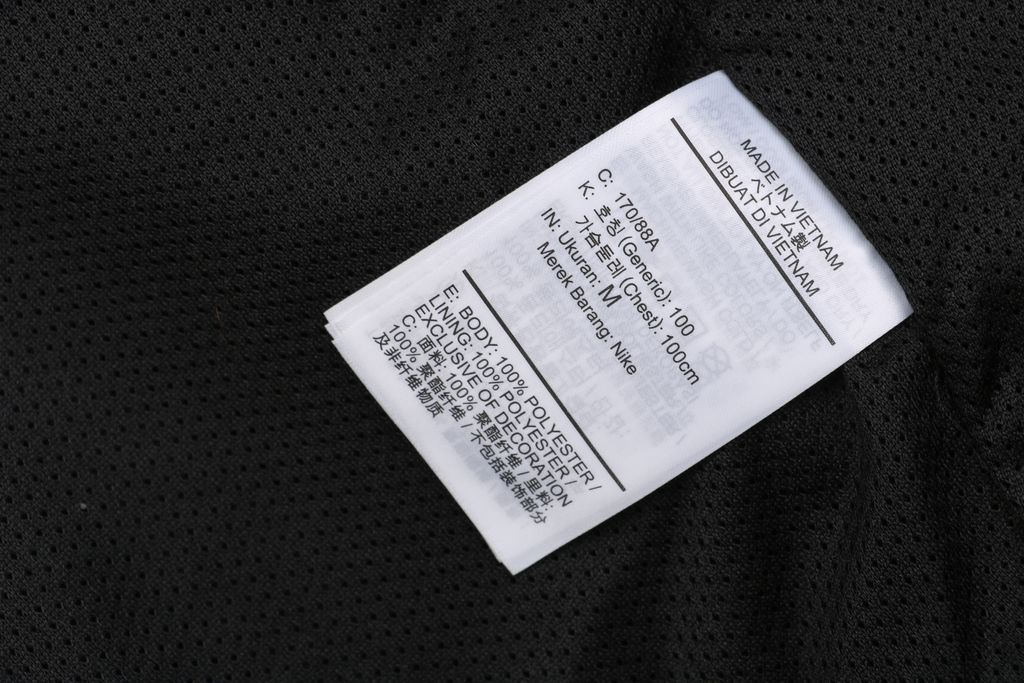 MADE IN VIETNAM
ベトナム製
DIBUAT DI VIETNAM
C: 170/88A
K: 호칭 (Generic): 100
가슴둘레 (Chest): 100cm
IN: Ukuran: M
Merek Barang: Nike
E: BODY: 100% POLYESTER /
LINING: 100% POLYESTER /
EXCLUSIVE OF DECORATION
C: 面料: 100% 聚酯纤维 / 里料:
100% 聚酯纤维 / 不包括装饰部分
及非纤维物质